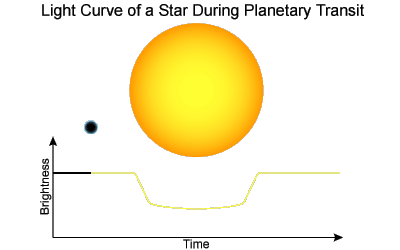 Light Curve of a Star During Planetary Transit
Brightness
Time